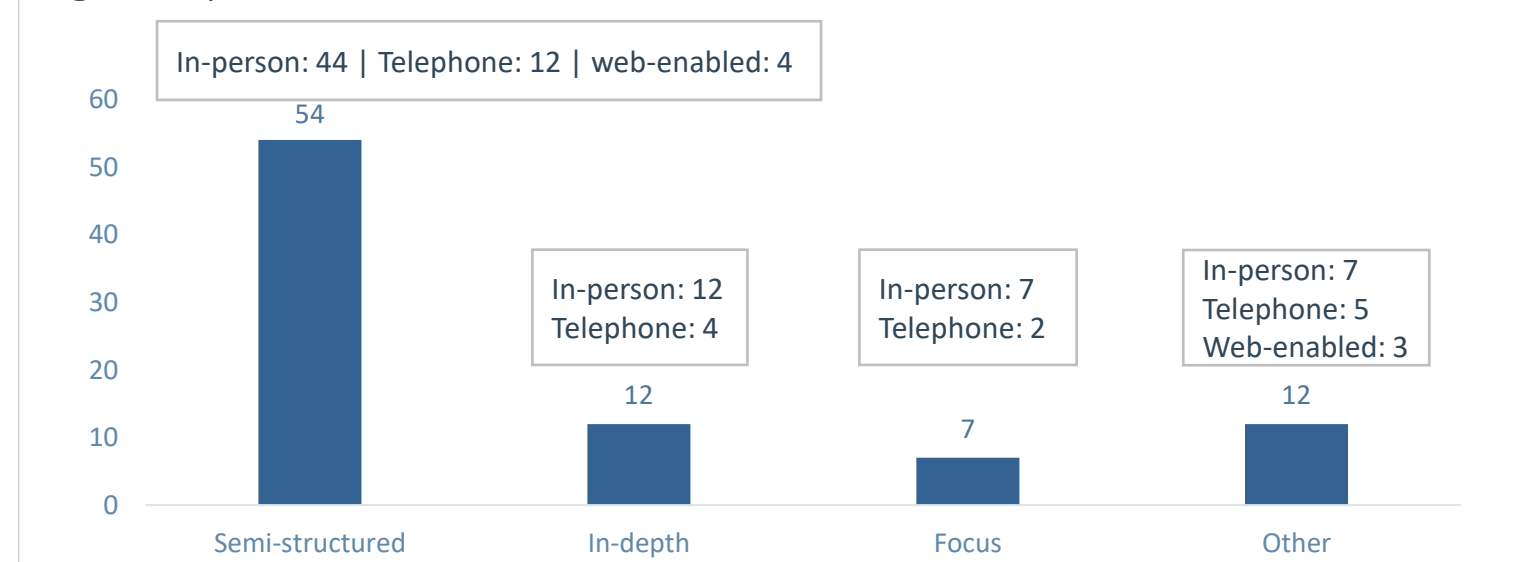 In-person: 44 | Telephone: 12 | web-enabled: 4
60
54
50
40
30
20
10
0
In-person: 12
Telephone: 4
12
In-person: 7
Telephone: 2
7
In-person: 7
Telephone: 5
Web-enabled: 3
12
Semi-structured
In-depth
Focus
Other